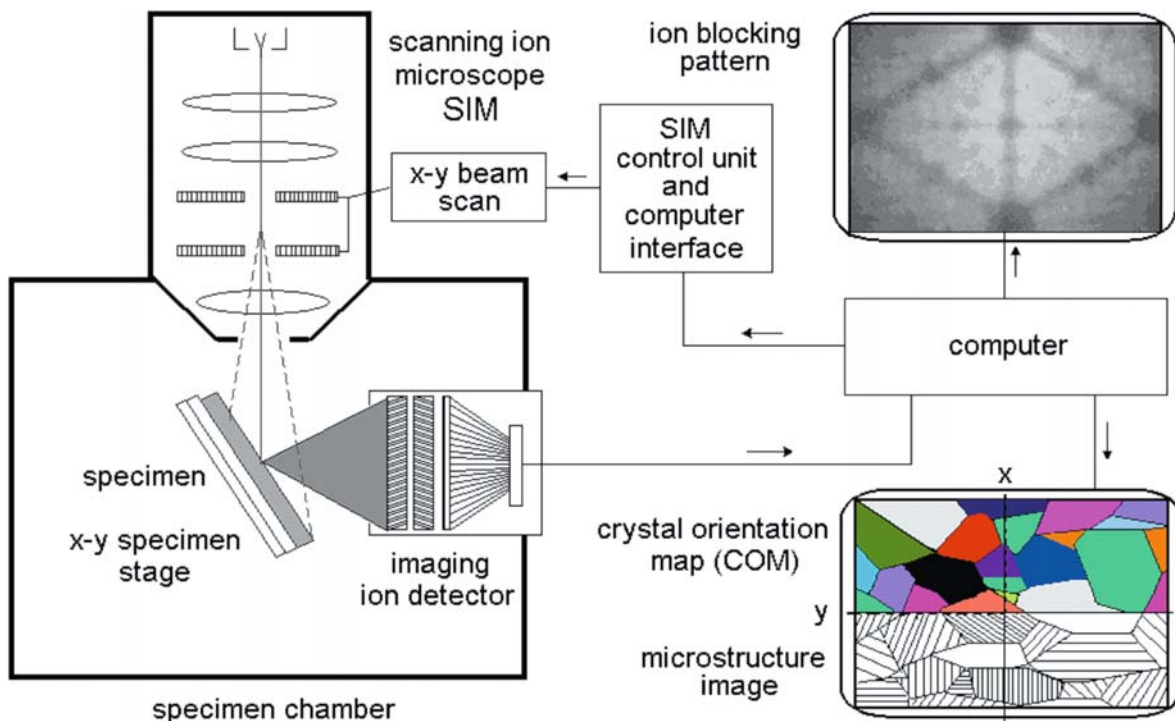 scanning ion
microscope
SIM
ion blocking
pattern
x-y beam
scan
SIM
control unit
and
computer
interface
computer
specimen
x-y specimen
stage
imaging
ion detector
x
crystal orientation
map (COM)
y
microstructure
image
specimen chamber